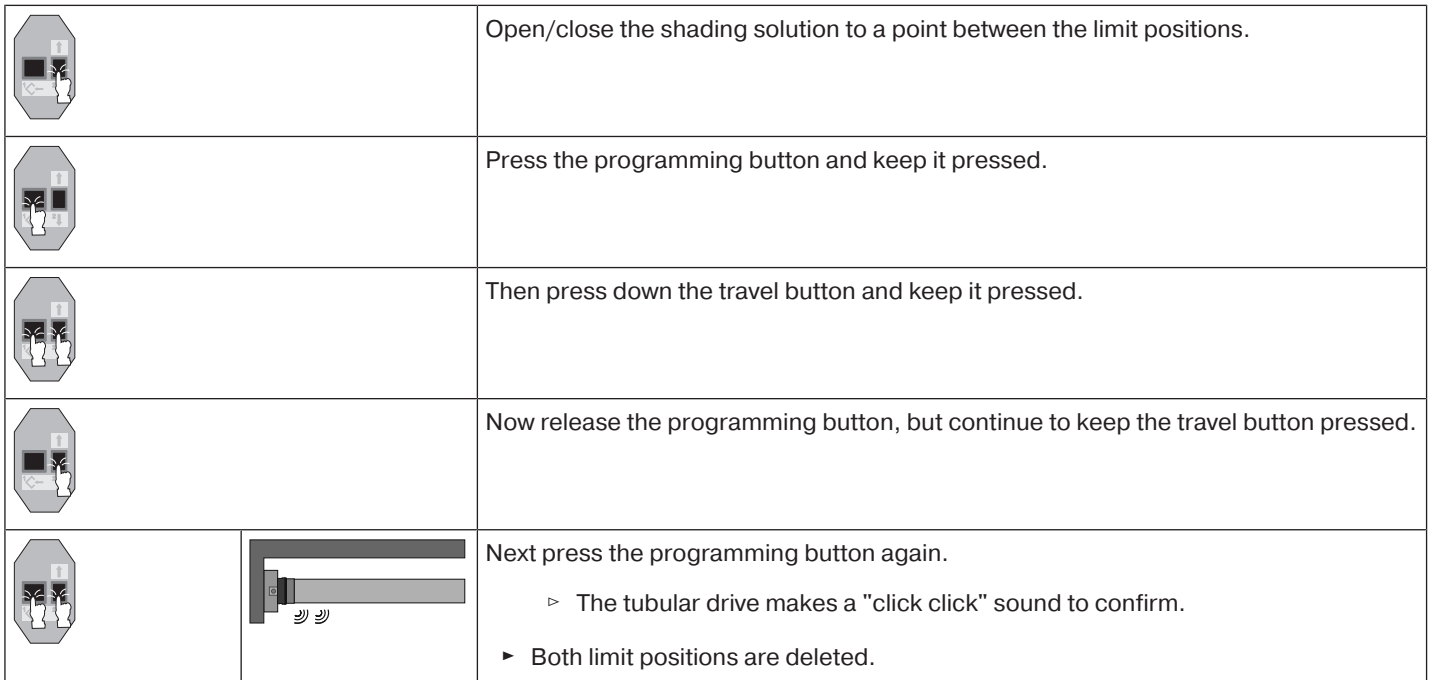 Open/close the shading solution to a point between the limit positions.
Press the programming button and keep it pressed.
Then press down the travel button and keep it pressed.
Now release the programming button, but continue to keep the travel button pressed.
Next press the programming button again.
▻ The tubular drive makes a "click click" sound to confirm.
► Both limit positions are deleted.